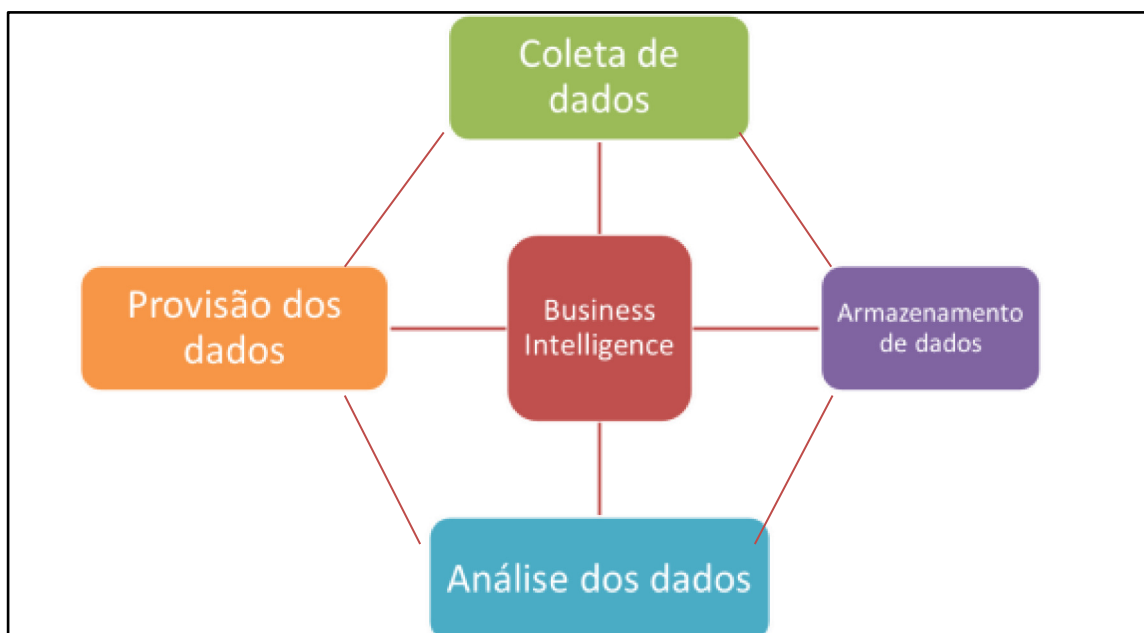 Coleta de
dados
Provisão dos
dados
Business
Intelligence
Armazenamento
de dados
Análise dos dados